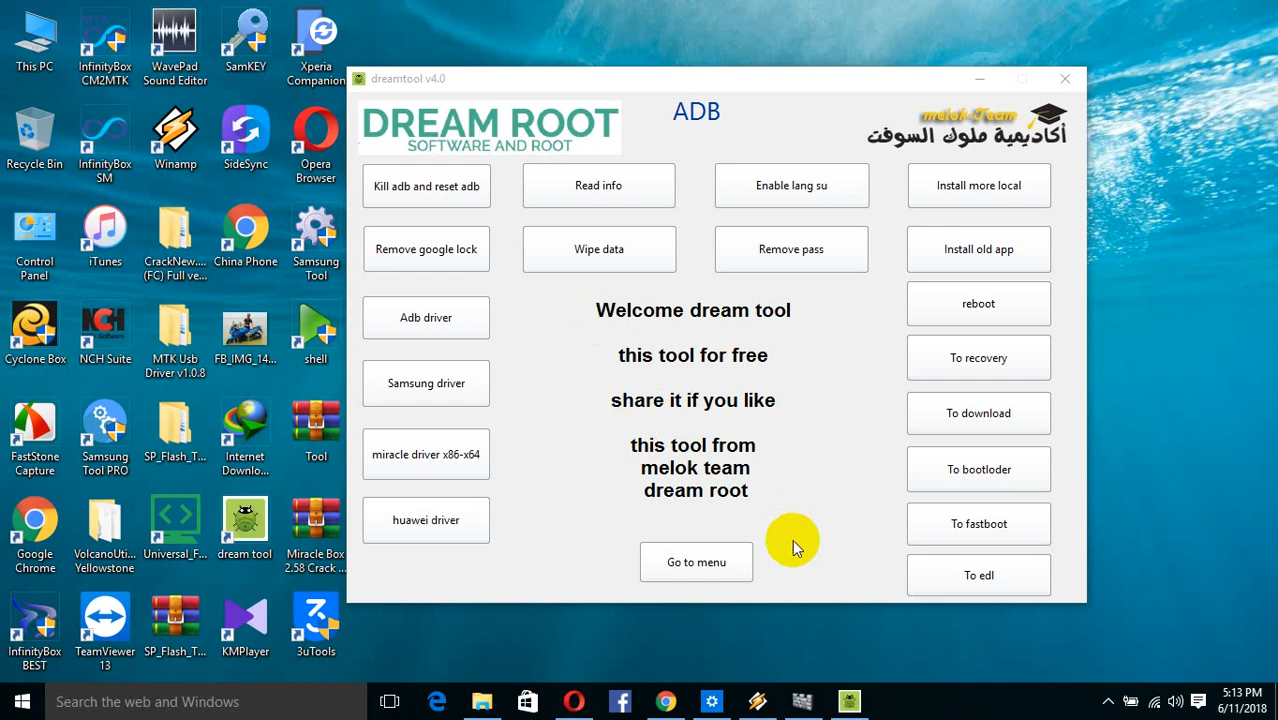 This PC
InfinityBox
CM2MTK
WavePad
Sound Editor
SamKEY
Xperia
Companion
Recycle Bin
InfinityBox
SM
Winamp
SideSync
Opera
Browser
Control
Panel
iTunes
CrackNew....
(FC) Full ve...
China Phone
Samsung
Tool
Cyclone Box
NCH
Software
NCH Suite
MTK Usb
Driver v1.0.8
FB_IMG_14...
shell
FastStone
Capture
Samsung
Tool PRO
SP_Flash_T...
Internet
Downlo...
Tool
Google
Chrome
VolcanoUti...
Yellowstone
Universal_F...
dream tool
Miracle Box
2.58 Crack ...
InfinityBox
BEST
TeamViewer
13
SP_Flash_T...
KMPlayer
3uTools
dreamtool v4.0
DREAM ROOT
SOFTWARE AND ROOT
ADB
melok Team
أكاديمية ملوك السوفت
Kill adb and reset adb
Read info
Enable lang su
Install more local
Remove google lock
Wipe data
Remove pass
Install old app
Adb driver
Samsung driver
miracle driver x86-x64
huawei driver
Welcome dream tool
this tool for free
share it if you like
this tool from
melok team
dream root
Go to menu
reboot
To recovery
To download
To bootloder
To fastboot
To edl
Search the web and Windows
5:13 PM
6/11/2018